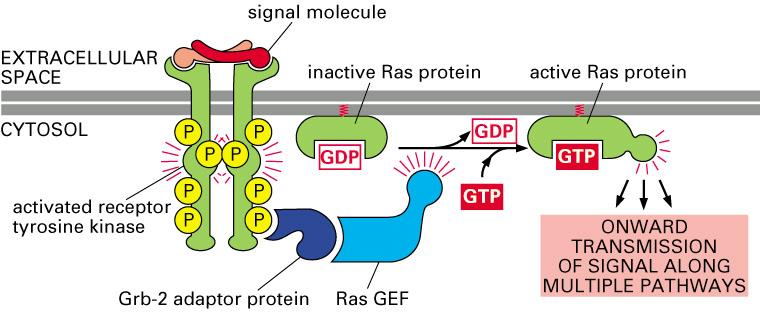 signal molecule
EXTRACELLULAR
SPACE
inactive Ras protein
active Ras protein
CYTOSOL
P
P
P
P
GDP
GDP
GTP
GTP
P
P
activated receptor
tyrosine kinase
P
P
Grb-2 adaptor protein
Ras GEF
ONWARD
TRANSMISSION
OF SIGNAL ALONG
MULTIPLE PATHWAYS